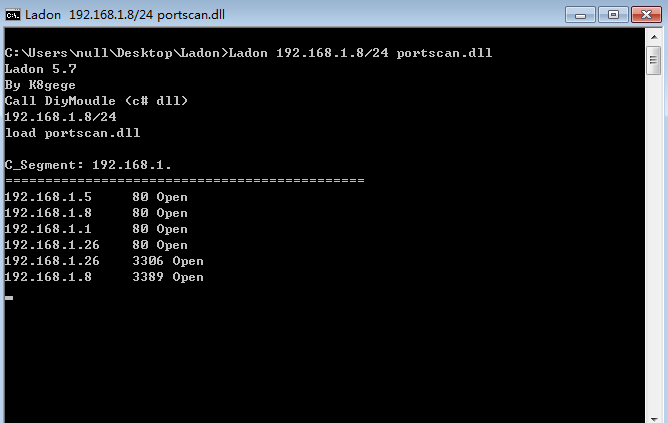 Ladon 192.168.1.8/24 portscan.dll
C:\Users\null\Desktop\Ladon>Ladon 192.168.1.8/24 portscan.dll
Ladon 5.7
By K8gege
Call DiyMoudle (c# dll)
192.168.1.8/24
load portscan.dll
C_Segment: 192.168.1.
=============================================
192.168.1.5 80 Open
192.168.1.8 80 Open
192.168.1.1 80 Open
192.168.1.26 80 Open
192.168.1.26 3306 Open
192.168.1.8 3389 Open